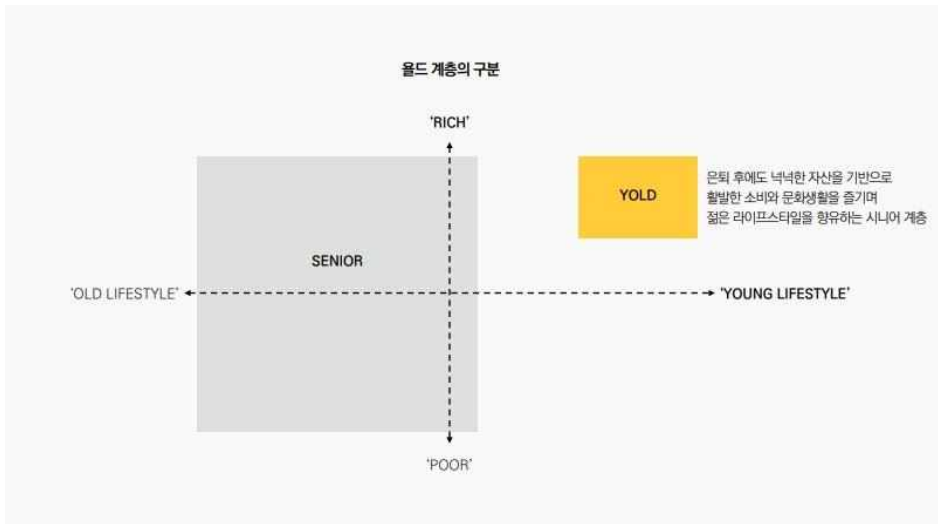 욜드 계층의 구분
'RICH'
YOLD
은퇴 후에도 넉넉한 자산을 기반으로
활발한 소비와 문화생활을 즐기며
젊은 라이프스타일을 향유하는 시니어 계층
SENIOR
'OLD LIFESTYLE'
'YOUNG LIFESTYLE'
'POOR'